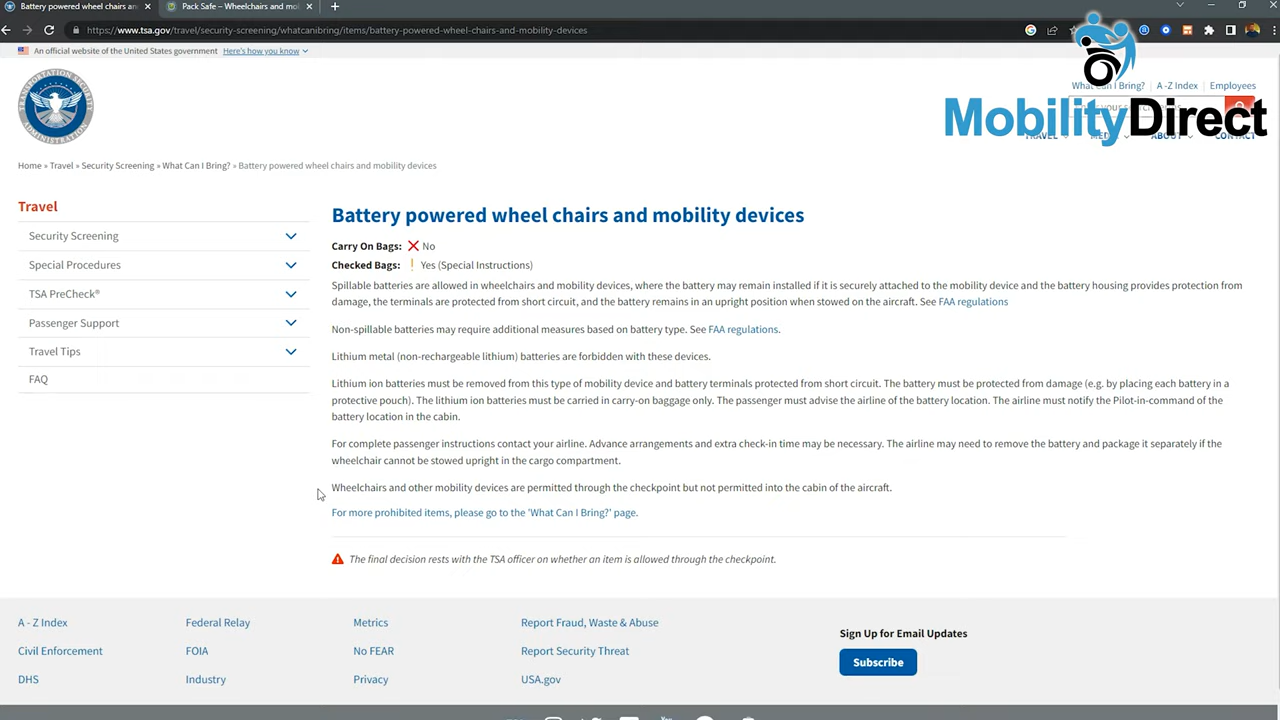 Battery powered wheel chairs an
Pack Safe – Wheelchairs and mo
https://www.tsa.gov/travel/security-screening/whatcanibring/items/battery-powered-wheel-chairs-and-mobility-devices
An official website of the United States government Here's how you know
What Can I Bring? | A -Z Index | Employees
MobilityDirect
TRAVEL ABOUT CONTACT
Home » Travel » Security Screening » What Can I Bring? » Battery powered wheel chairs and mobility devices
Travel
Security Screening
Special Procedures
TSA PreCheck®
Passenger Support
Travel Tips
FAQ
Battery powered wheel chairs and mobility devices
Carry On Bags: No
Checked Bags: Yes (Special Instructions)
Spillable batteries are allowed in wheelchairs and mobility devices, where the battery may remain installed if it is securely attached to the mobility device and the battery housing provides protection from
damage, the terminals are protected from short circuit, and the battery remains in an upright position when stowed on the aircraft. See FAA regulations
Non-spillable batteries may require additional measures based on battery type. See FAA regulations.
Lithium metal (non-rechargeable lithium) batteries are forbidden with these devices.
Lithium ion batteries must be removed from this type of mobility device and battery terminals protected from short circuit. The battery must be protected from damage (e.g. by placing each battery in a
protective pouch). The lithium ion batteries must be carried in carry-on baggage only. The passenger must advise the airline of the battery location. The airline must notify the Pilot-in-command of the
battery location in the cabin.
For complete passenger instructions contact your airline. Advance arrangements and extra check-in time may be necessary. The airline may need to remove the battery and package it separately if the
wheelchair cannot be stowed upright in the cargo compartment.
Wheelchairs and other mobility devices are permitted through the checkpoint but not permitted into the cabin of the aircraft.
For more prohibited items, please go to the 'What Can I Bring?' page.
The final decision rests with the TSA officer on whether an item is allowed through the checkpoint.
A - Z Index
Civil Enforcement
DHS
Federal Relay
FOIA
Industry
Metrics
No FEAR
Privacy
Report Fraud, Waste & Abuse
Report Security Threat
USA.gov
Sign Up for Email Updates
Subscribe